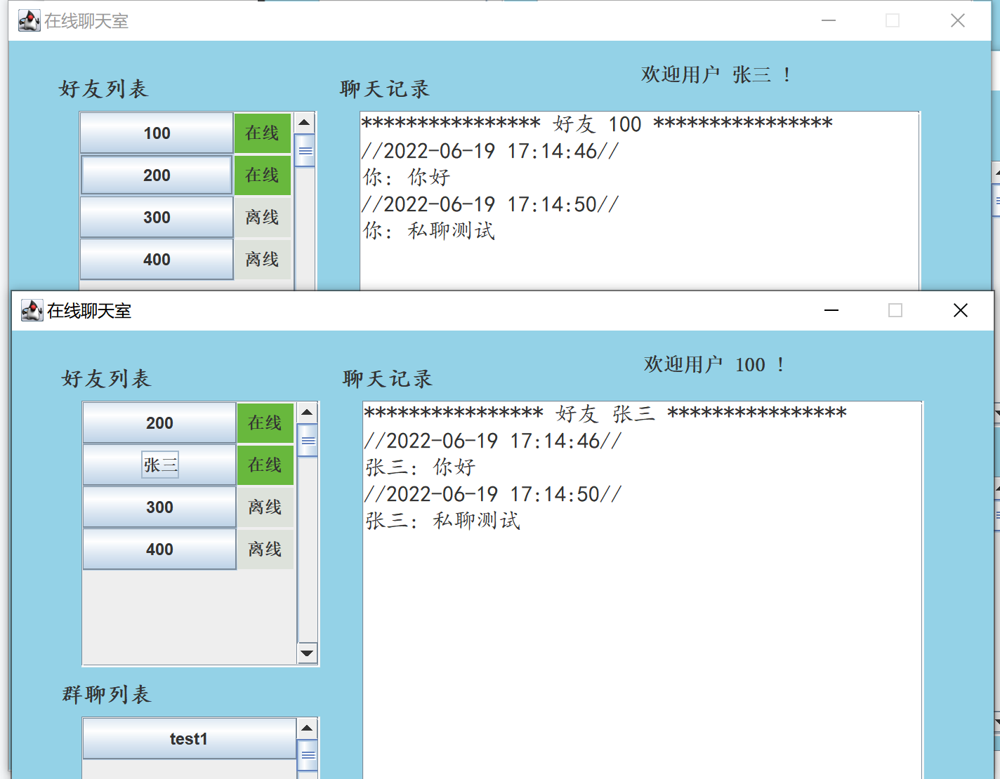 在线聊天室
欢迎用户 张三 !
好友列表
聊天记录
100 在线
200 在线
300 离线
400 离线
**************** 好友 100 ****************
//2022-06-19 17:14:46//
你: 你好
//2022-06-19 17:14:50//
你: 私聊测试
在线聊天室
欢迎用户 100 !
好友列表
聊天记录
200 在线
张三 在线
300 离线
400 离线
**************** 好友 张三 ****************
//2022-06-19 17:14:46//
张三: 你好
//2022-06-19 17:14:50//
张三: 私聊测试
群聊列表
test1